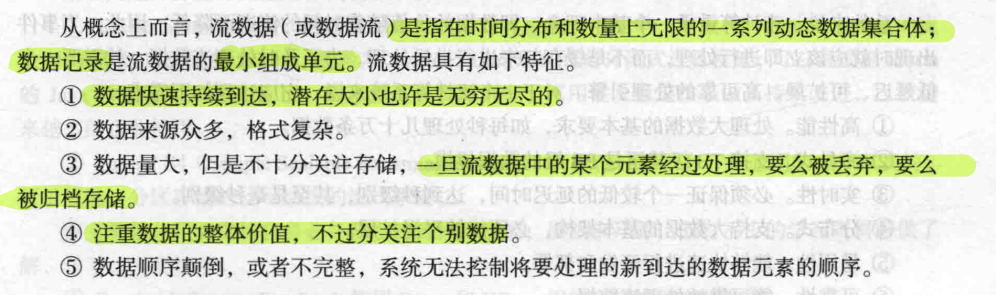 从概念上而言，流数据（或数据流）是指在时间分布和数量上无限的一系列动态数据集合体；
数据记录是流数据的最小组成单元。流数据具有如下特征。
① 数据快速持续到达，潜在大小也许是无穷无尽的。
② 数据来源众多，格式复杂。
③ 数据量大，但是不十分关注存储，一旦流数据中的某个元素经过处理，要么被丢弃，要么
被归档存储。
④ 注重数据的整体价值，不过分关注个别数据。
⑤ 数据顺序颠倒，或者不完整，系统无法控制将要处理的新到达的数据元素的顺序。